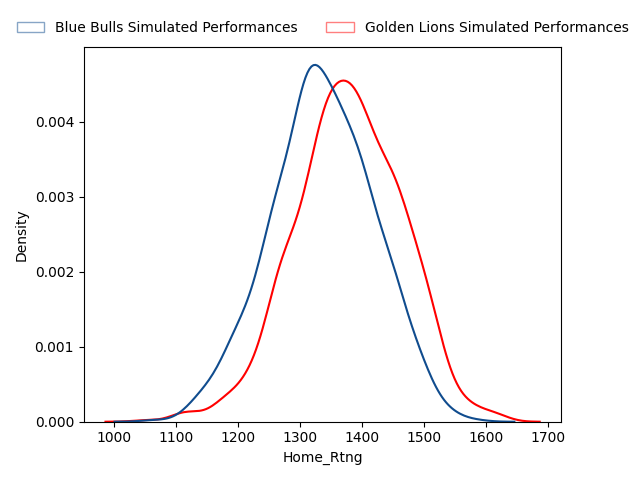 Blue Bulls Simulated Performances
Golden Lions Simulated Performances
Density
0.004
0.003
0.002
0.001
0.000
1000 1100 1200 1300 1400 1500 1600 1700
Home_Rtng